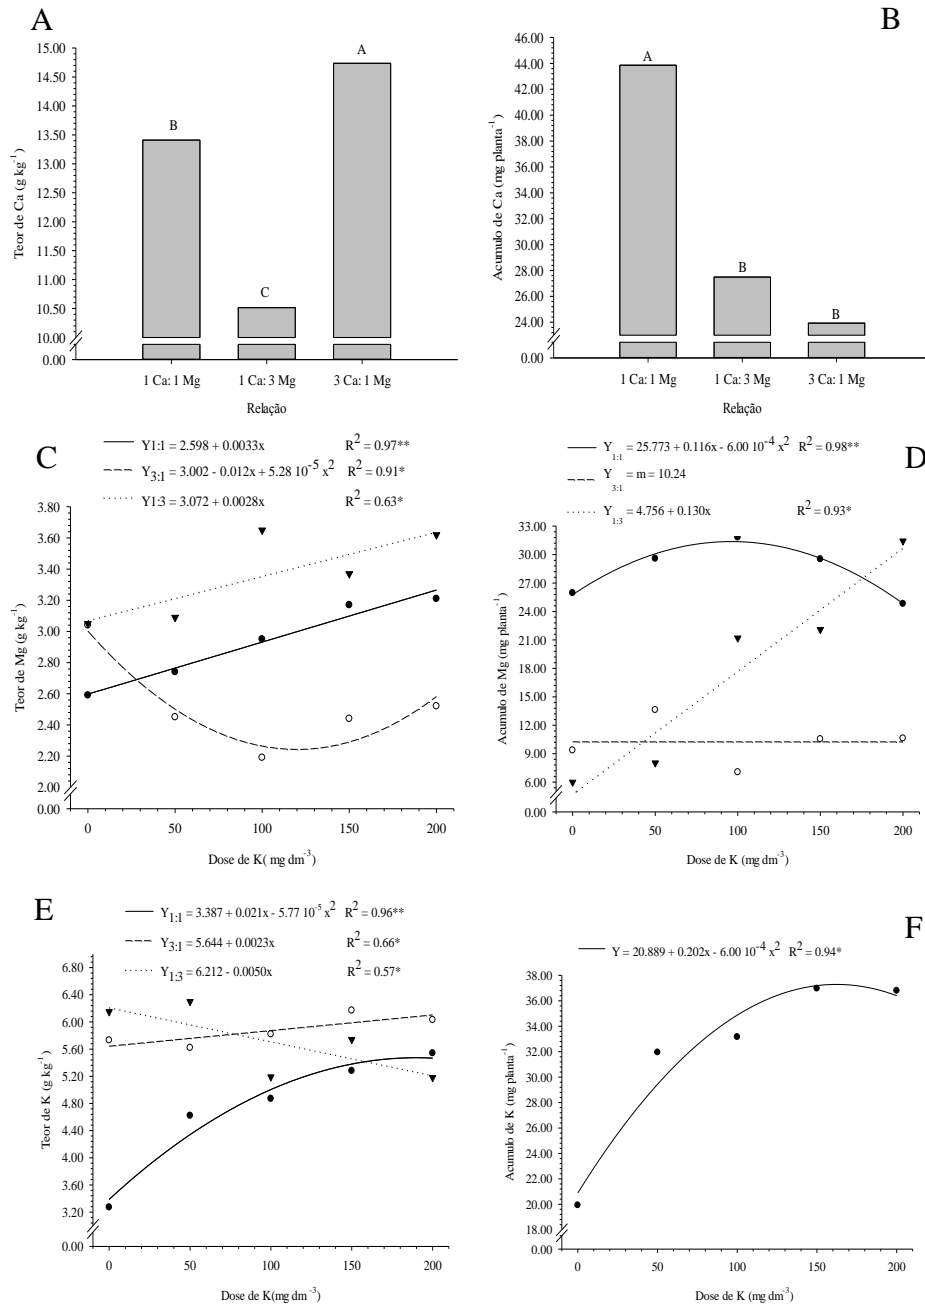 A
15.00
14.50
14.00
13.50
13.00
12.50
12.00
11.50
11.00
10.50
10.00
0.00
Teor de Ca (g kg⁻¹)
B
C
A
1 Ca: 1 Mg 1 Ca: 3 Mg 3 Ca: 1 Mg
Relação
B
46.00
44.00
42.00
40.00
38.00
36.00
34.00
32.00
30.00
28.00
26.00
24.00
0.00
Acumulo de Ca (mg planta⁻¹)
A
B
B
1 Ca: 1 Mg 1 Ca: 3 Mg 3 Ca: 1 Mg
Relação
C
Y1:1 = 2.598 + 0.0033x R² = 0.97**
Y3:1 = 3.002 - 0.012x + 5.28 10⁻⁵ x² R² = 0.91*
Y1:3 = 3.072 + 0.0028x R² = 0.63*
3.80
3.60
3.40
3.20
3.00
2.80
2.60
2.40
2.20
2.00
0.00
Teor de Mg (g kg⁻¹)
0 50 100 150 200
Dose de K( mg dm⁻³)
D
Y1:1 = 25.773 + 0.116x - 6.00 10⁻⁴ x² R² = 0.98**
Y3:1 = m = 10.24
Y1:3 = 4.756 + 0.130x R² = 0.93*
33.00
30.00
27.00
24.00
21.00
18.00
15.00
12.00
9.00
6.00
0.00
Acumulo de Mg (mg planta⁻¹)
0 50 100 150 200
Dose de K (mg dm⁻³)
E
Y1:1 = 3.387 + 0.021x - 5.77 10⁻⁵ x² R² = 0.96**
Y3:1 = 5.644 + 0.0023x R² = 0.66*
Y1:3 = 6.212 - 0.0050x R² = 0.57*
6.80
6.40
6.00
5.60
5.20
4.80
4.40
4.00
3.60
3.20
0.00
Teor de K (g kg⁻¹)
0 50 100 150 200
Dose de K(mg dm⁻³)
F
Y = 20.889 + 0.202x - 6.00 10⁻⁴ x² R² = 0.94*
38.00
36.00
34.00
32.00
30.00
28.00
26.00
24.00
22.00
20.00
18.00
0.00
Acumulo de K (mg planta⁻¹)
0 50 100 150 200
Dose de K (mg dm⁻³)